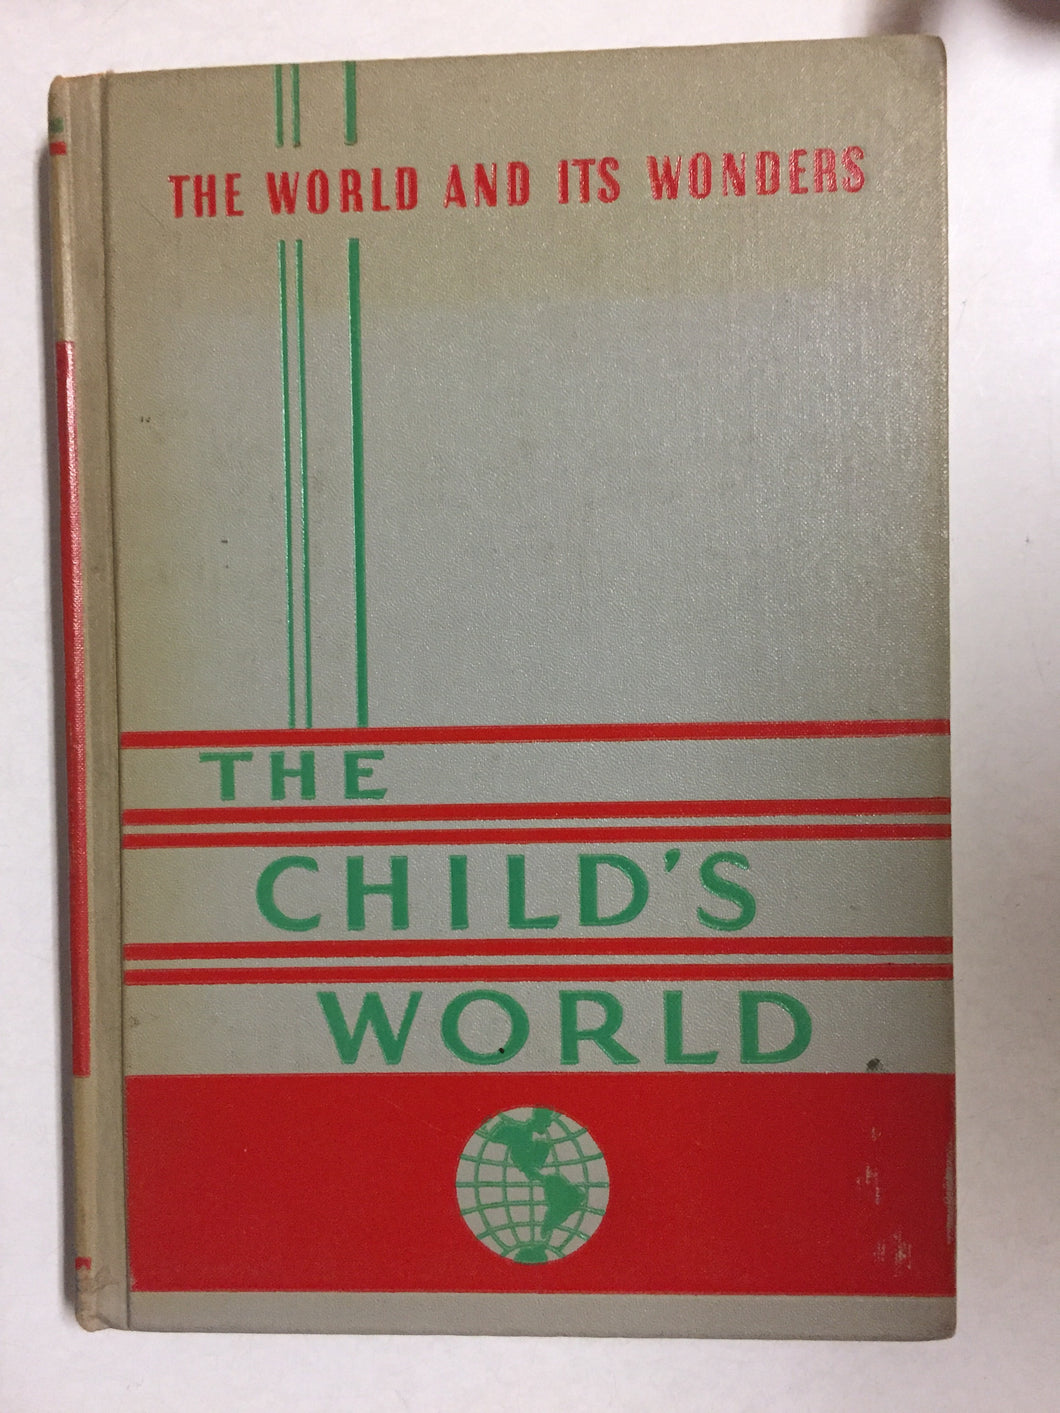 THE WORLD AND ITS WONDERS
THE
CHILD'S
WORLD